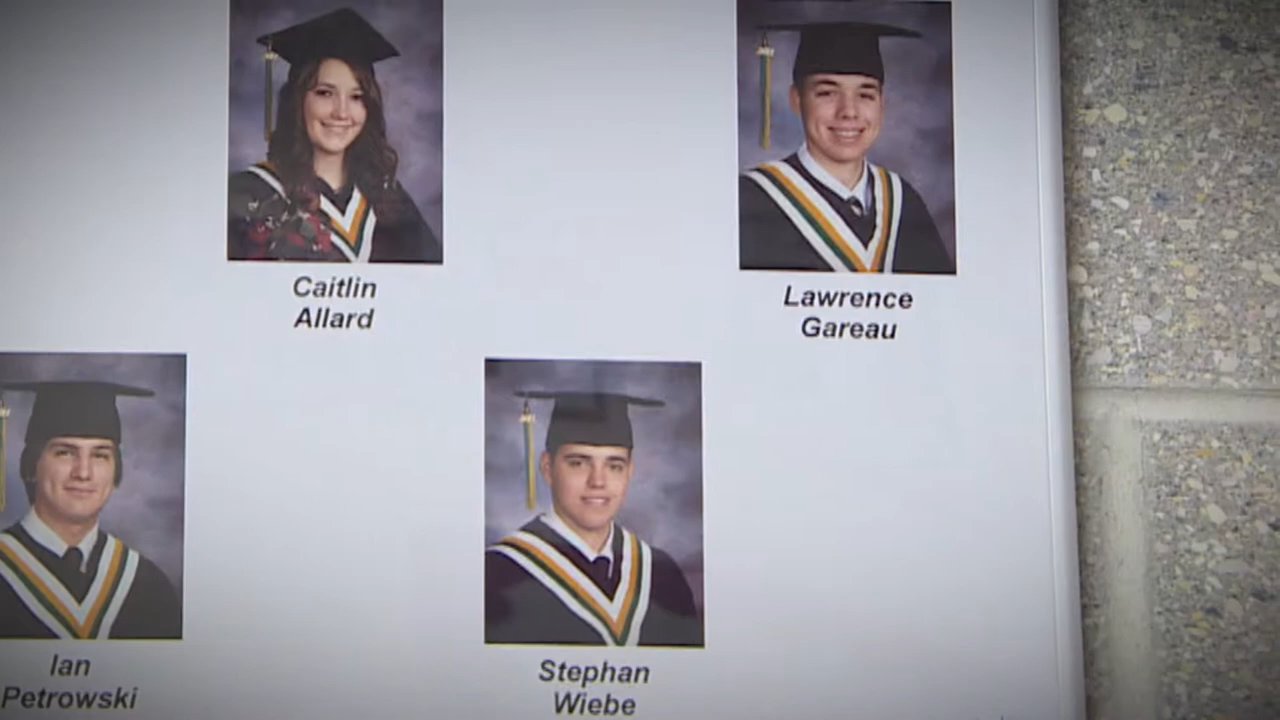 Caitlin
Allard
Lawrence
Gareau
Ian
Petrowski
Stephan
Wiebe